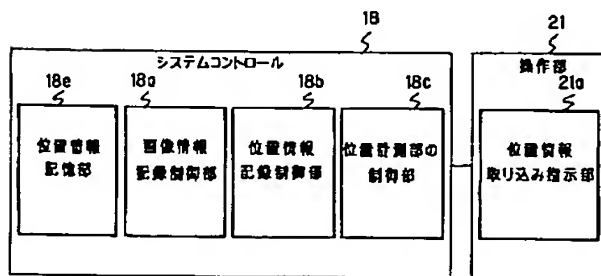 18
21
システムコントロール
操作部
18e
18a
18b
18c
21a
位置情報
記憶部
画像情報
記録制御部
位置情報
記録制御部
位置計測部の
制御部
位置情報
取り込み指示部